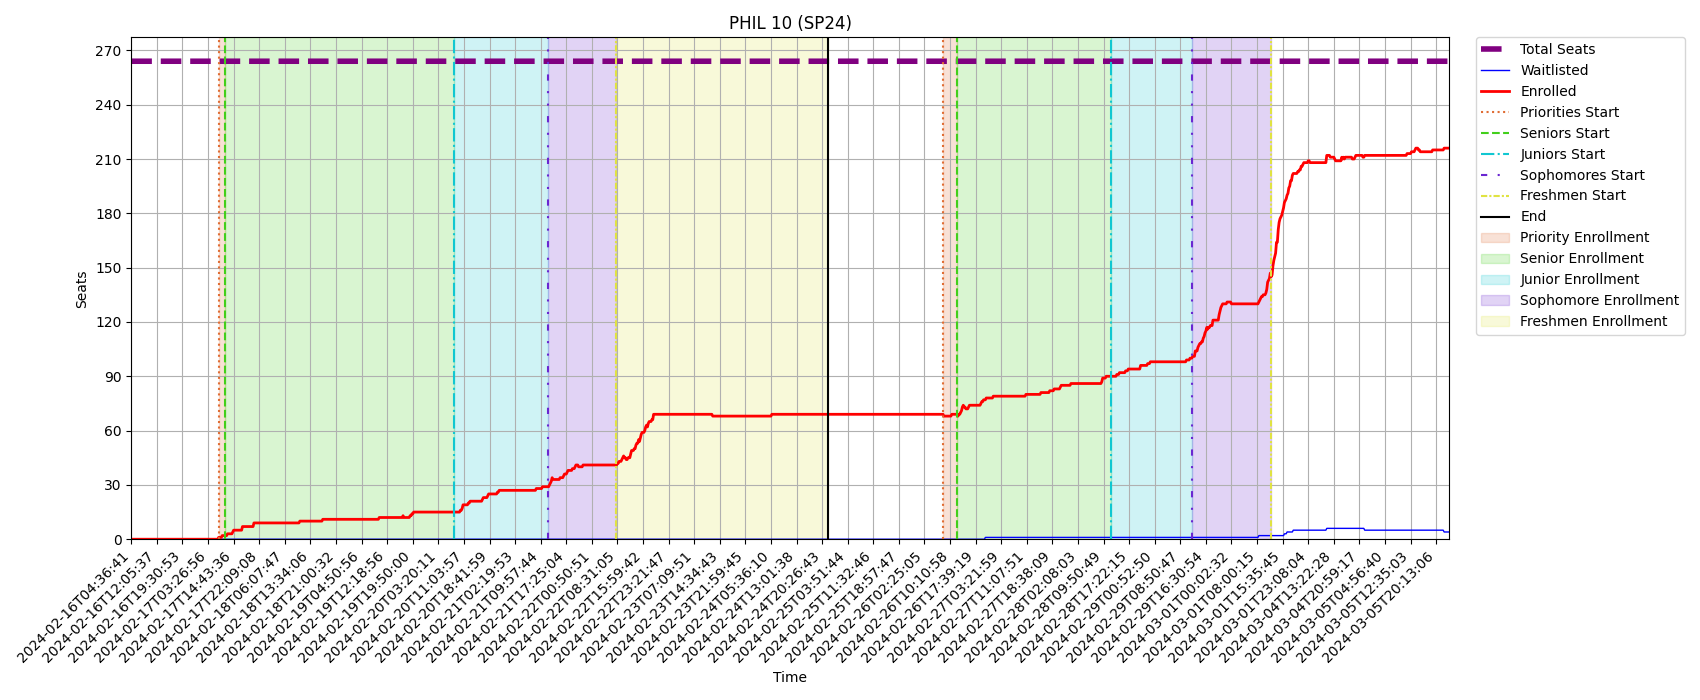 PHIL 10 (SP24)
Seats
270
240
210
180
150
120
90
60
30
0
2024-02-16T04:36:41
2024-02-16T12:05:37
2024-02-16T19:30:53
2024-02-17T03:26:56
2024-02-17T14:43:36
2024-02-17T22:09:08
2024-02-18T06:07:47
2024-02-18T13:34:06
2024-02-18T21:00:32
2024-02-19T04:50:56
2024-02-19T12:18:56
2024-02-19T19:50:00
2024-02-20T03:20:11
2024-02-20T11:03:57
2024-02-20T18:41:59
2024-02-21T02:19:53
2024-02-21T09:57:44
2024-02-21T17:25:04
2024-02-22T00:50:51
2024-02-22T08:31:05
2024-02-22T15:59:42
2024-02-22T23:21:47
2024-02-23T07:09:51
2024-02-23T14:34:43
2024-02-23T21:59:45
2024-02-24T05:36:10
2024-02-24T13:01:38
2024-02-24T20:26:43
2024-02-25T03:51:44
2024-02-25T11:32:46
2024-02-25T18:57:47
2024-02-26T02:25:05
2024-02-26T10:10:58
2024-02-26T17:39:19
2024-02-27T03:21:59
2024-02-27T11:07:51
2024-02-27T18:38:09
2024-02-28T02:08:03
2024-02-28T09:50:49
2024-02-28T17:22:15
2024-02-29T00:52:50
2024-02-29T08:50:47
2024-02-29T16:30:54
2024-03-01T00:02:32
2024-03-01T08:00:15
2024-03-01T15:35:45
2024-03-01T23:08:04
2024-03-04T13:22:28
2024-03-04T20:59:17
2024-03-05T04:56:40
2024-03-05T12:35:03
2024-03-05T20:13:06
Time
Total Seats
Waitlisted
Enrolled
Priorities Start
Seniors Start
Juniors Start
Sophomores Start
Freshmen Start
End
Priority Enrollment
Senior Enrollment
Junior Enrollment
Sophomore Enrollment
Freshmen Enrollment